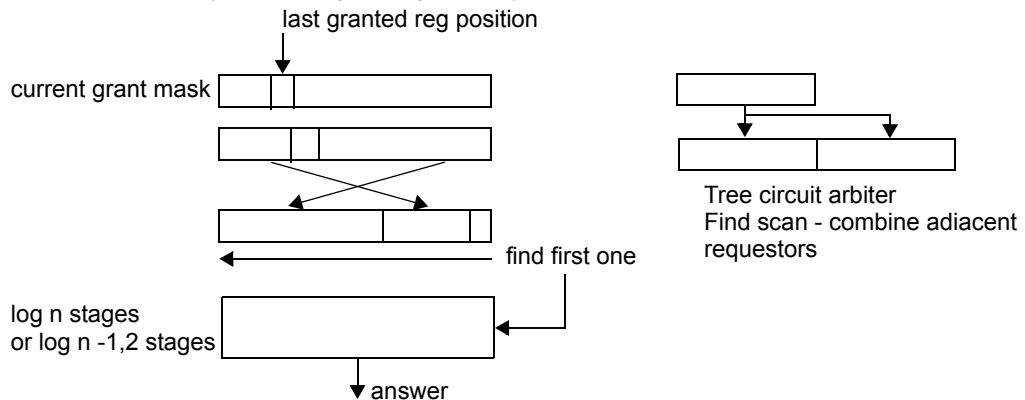 last granted reg position
current grant mask
Tree circuit arbiter
Find scan - combine adiacent
requestors
find first one
log n stages
or log n -1,2 stages
answer